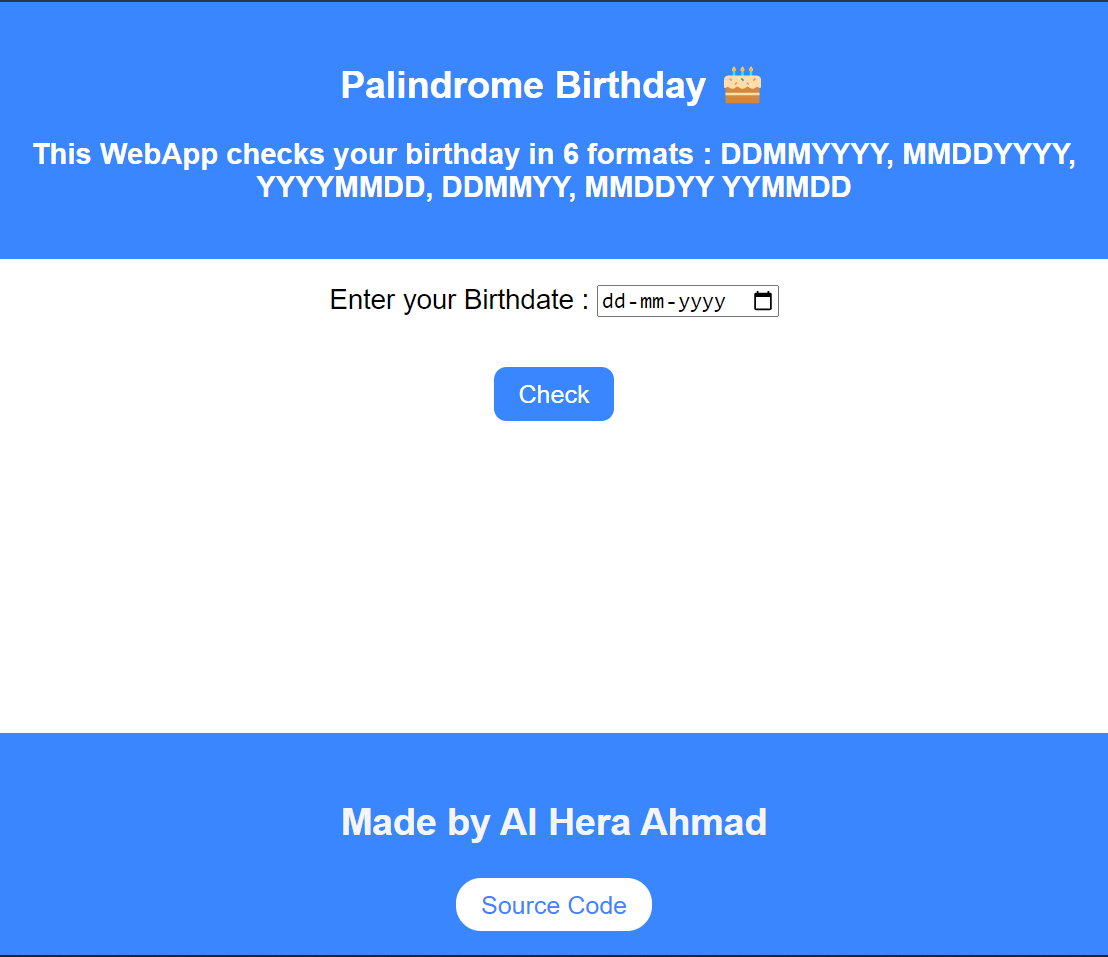 Palindrome Birthday 🎂
This WebApp checks your birthday in 6 formats : DDMMYYYY, MMDDYYYY,
YYYYMMDD, DDMMYY, MMDDYY YYMMDD
Enter your Birthdate : dd-mm-yyyy
Check
Made by Al Hera Ahmad
Source Code